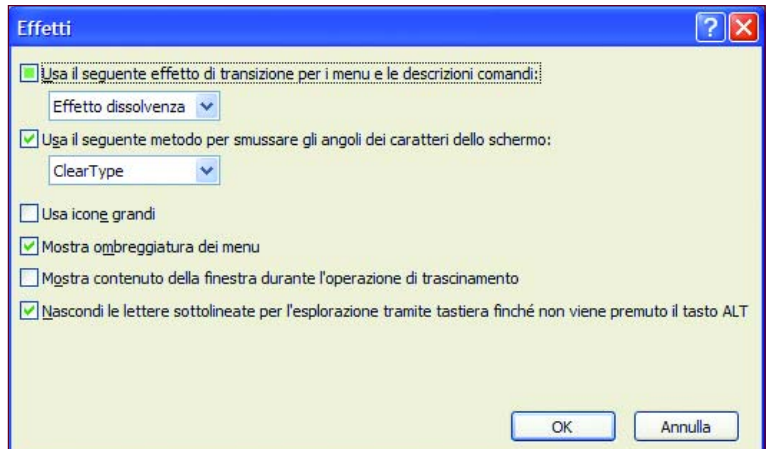 Effetti
Usa il seguente effetto di transizione per i menu e le descrizioni comandi:
Effetto dissolvenza
Usa il seguente metodo per smussare gli angoli dei caratteri dello schermo:
ClearType
Usa icone grandi
Mostra ombreggiatura dei menu
Mostra contenuto della finestra durante l'operazione di trascinamento
Nascondi le lettere sottolineate per l'esplorazione tramite tastiera finché non viene premuto il tasto ALT
OK Annulla